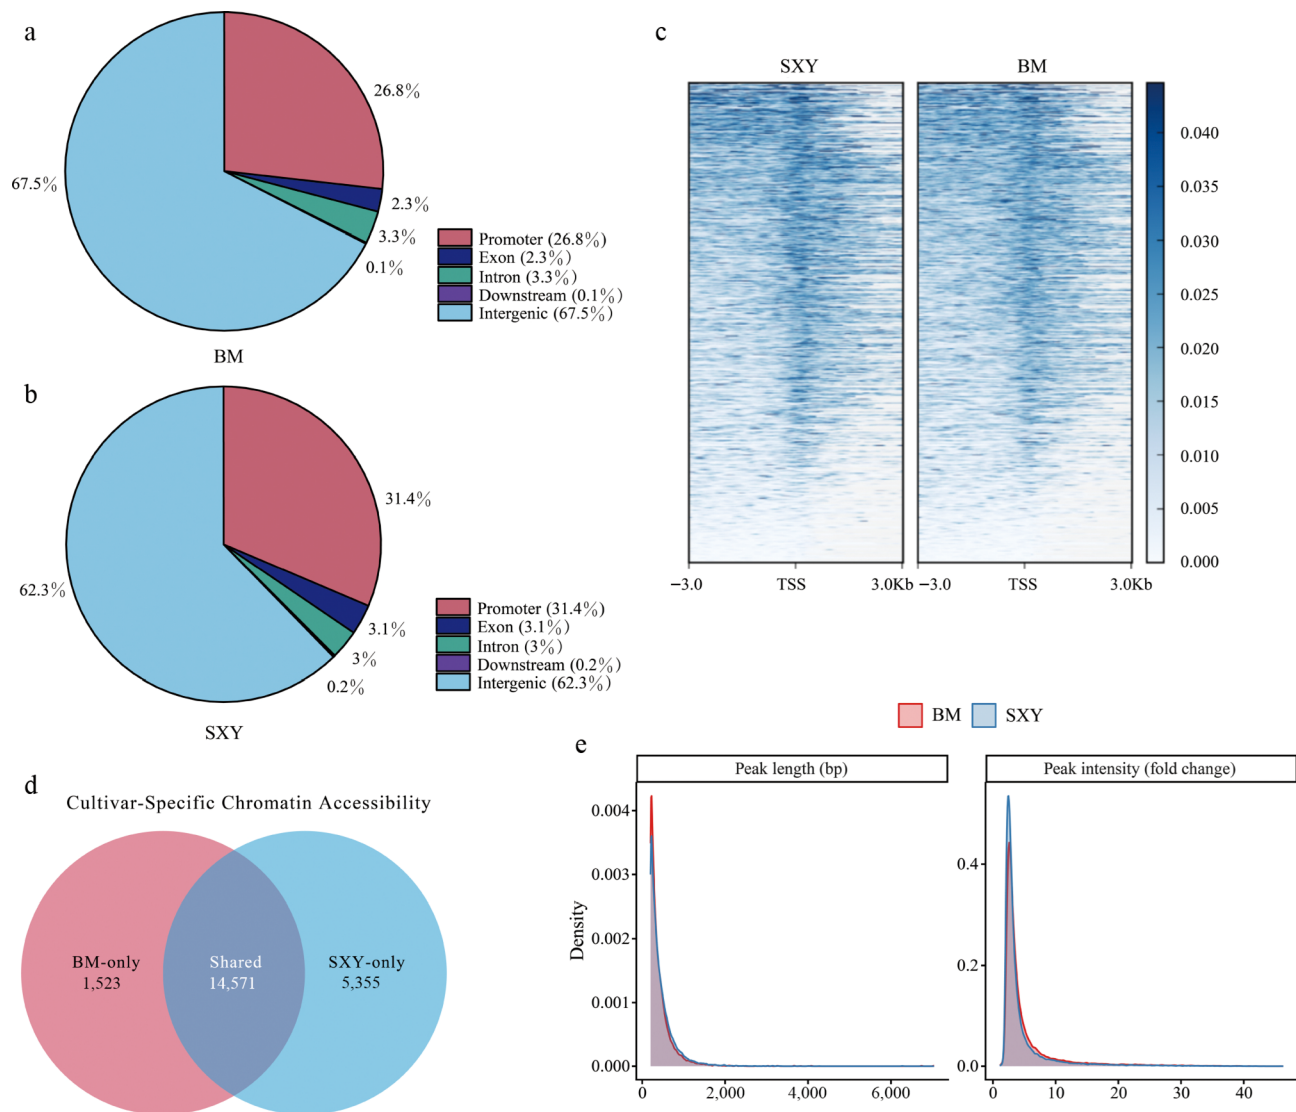 a
26.8%
67.5%
2.3%
3.3%
0.1%
Promoter (26.8%)
Exon (2.3%)
Intron (3.3%)
Downstream (0.1%)
Intergenic (67.5%)
BM
b
31.4%
62.3%
3.1%
3%
0.2%
Promoter (31.4%)
Exon (3.1%)
Intron (3%)
Downstream (0.2%)
Intergenic (62.3%)
SXY
c
SXY
BM
0.040
0.035
0.030
0.025
0.020
0.015
0.010
0.005
0.000
−3.0 TSS 3.0Kb
−3.0 TSS 3.0Kb
d
Cultivar-Specific Chromatin Accessibility
BM-only
1,523
Shared
14,571
SXY-only
5,355
BM SXY
e
Peak length (bp)
Density
0.004
0.003
0.002
0.001
0.000
0 2,000 4,000 6,000
Peak intensity (fold change)
0.4
0.2
0.0
0 10 20 30 40